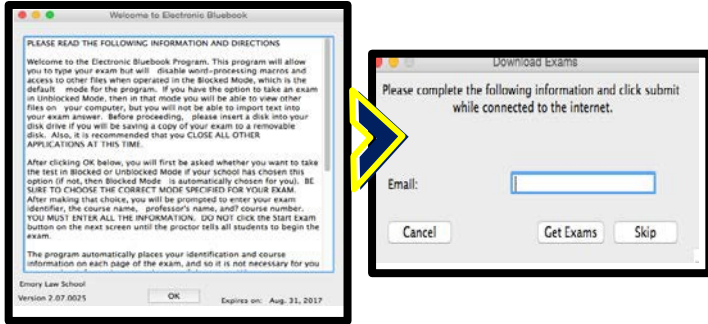 Welcome to Electronic Bluebook
PLEASE READ THE FOLLOWING INFORMATION AND DIRECTIONS
Welcome to the Electronic Bluebook Program. This program will allow
you to type your exam but will disable word-processing macros and
access to other files when operated in the Blocked Mode, which is the
default mode for the program. If you have the option to take an exam
in Unblocked Mode, then in that mode you will be able to view other
files on your computer, but you will not be able to import text into
your exam answer. Before proceeding, please insert a disk into your
disk drive if you will be saving a copy of your exam to a removable
disk. Also, it is recommended that you CLOSE ALL OTHER
APPLICATIONS AT THIS TIME.
After clicking OK below, you will first be asked whether you want to take
the test in Blocked or Unblocked Mode if your school has chosen this
option (if not, then Blocked Mode is automatically chosen for you). BE
SURE TO CHOOSE THE CORRECT MODE SPECIFIED FOR YOUR EXAM.
After making that choice, you will be prompted to enter your exam
identifier, the course name, professor's name, and? course number.
YOU MUST ENTER ALL THE INFORMATION. DO NOT click the Start Exam
button on the next screen until the proctor tells all students to begin the
exam.
The program automatically places your identification and course
information on each page of the exam, and so it is not necessary for you
Emory Law School
Version 2.07.0025
OK
Expires on: Aug. 31, 2017
Download Exams
Please complete the following information and click submit
while connected to the internet.
Email:
Cancel
Get Exams
Skip